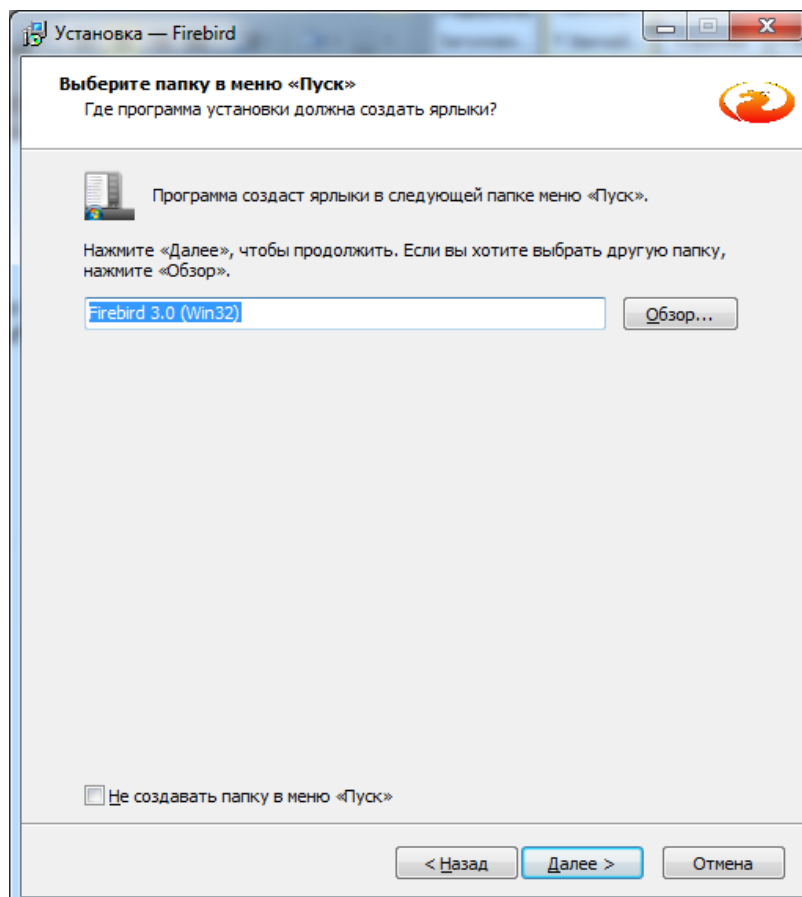 Установка — Firebird
Выберите папку в меню «Пуск»
Где программа установки должна создать ярлыки?
Программа создаст ярлыки в следующей папке меню «Пуск».
Нажмите «Далее», чтобы продолжить. Если вы хотите выбрать другую папку,
нажмите «Обзор».
Firebird 3.0 (Win32)
Обзор...
Не создавать папку в меню «Пуск»
< Назад
Далее >
Отмена